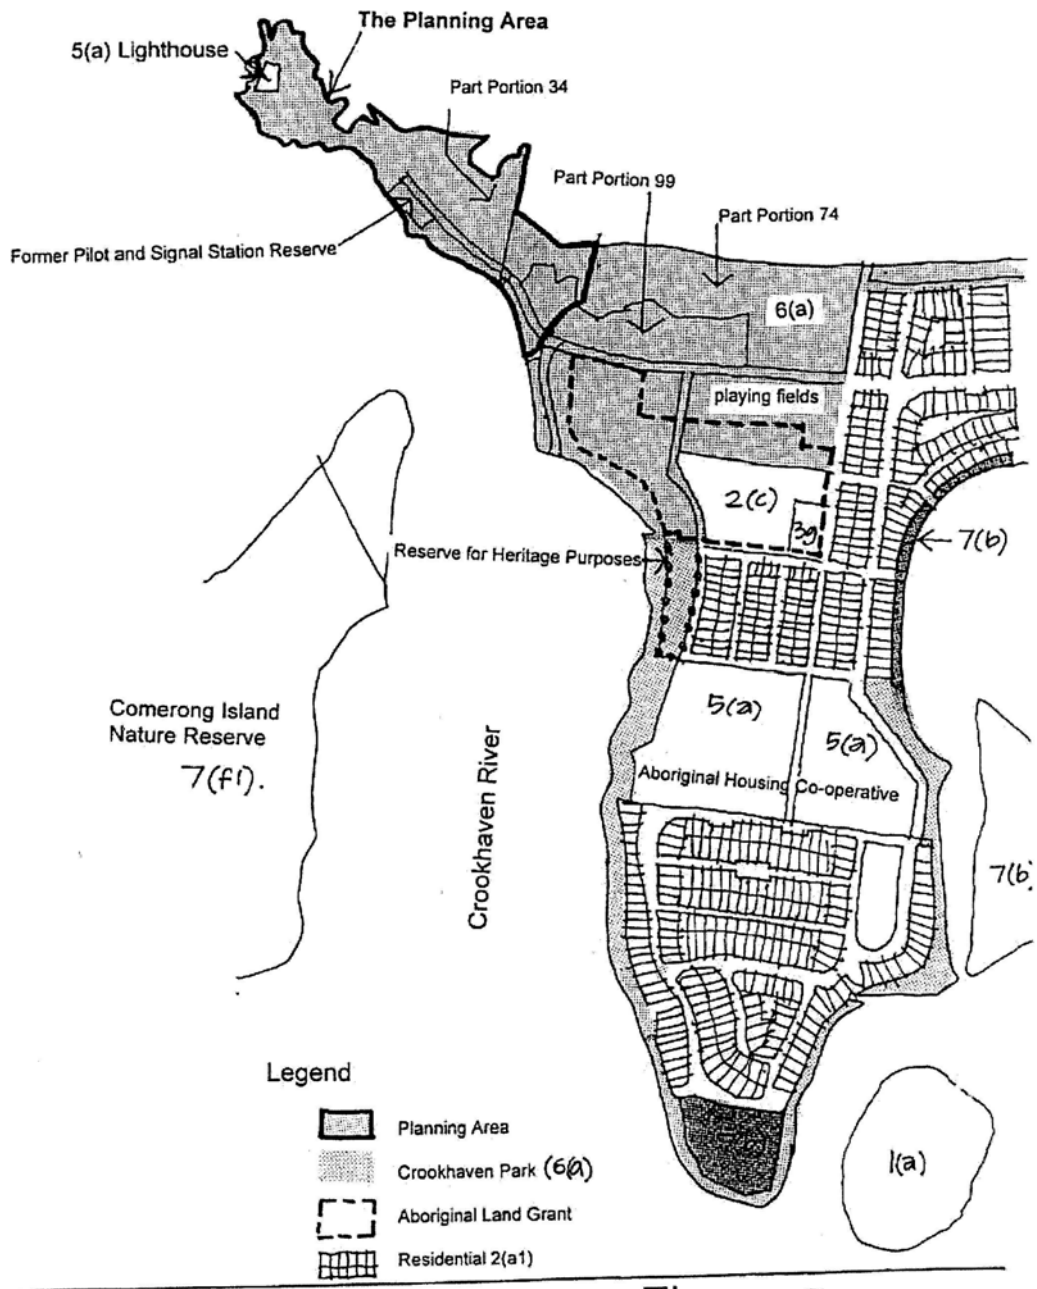 The Planning Area
5(a) Lighthouse
Part Portion 34
Part Portion 99
Part Portion 74
Former Pilot and Signal Station Reserve
6(a)
playing fields
2(c)
3g
7(b)
Reserve for Heritage Purposes
5(a)
5(a)
Comerong Island
Nature Reserve
7(f1).
Aboriginal Housing Co-operative
Crookhaven River
7(b)
1(a)
Legend
Planning Area
Crookhaven Park (6(a)
Aboriginal Land Grant
Residential 2(a1)